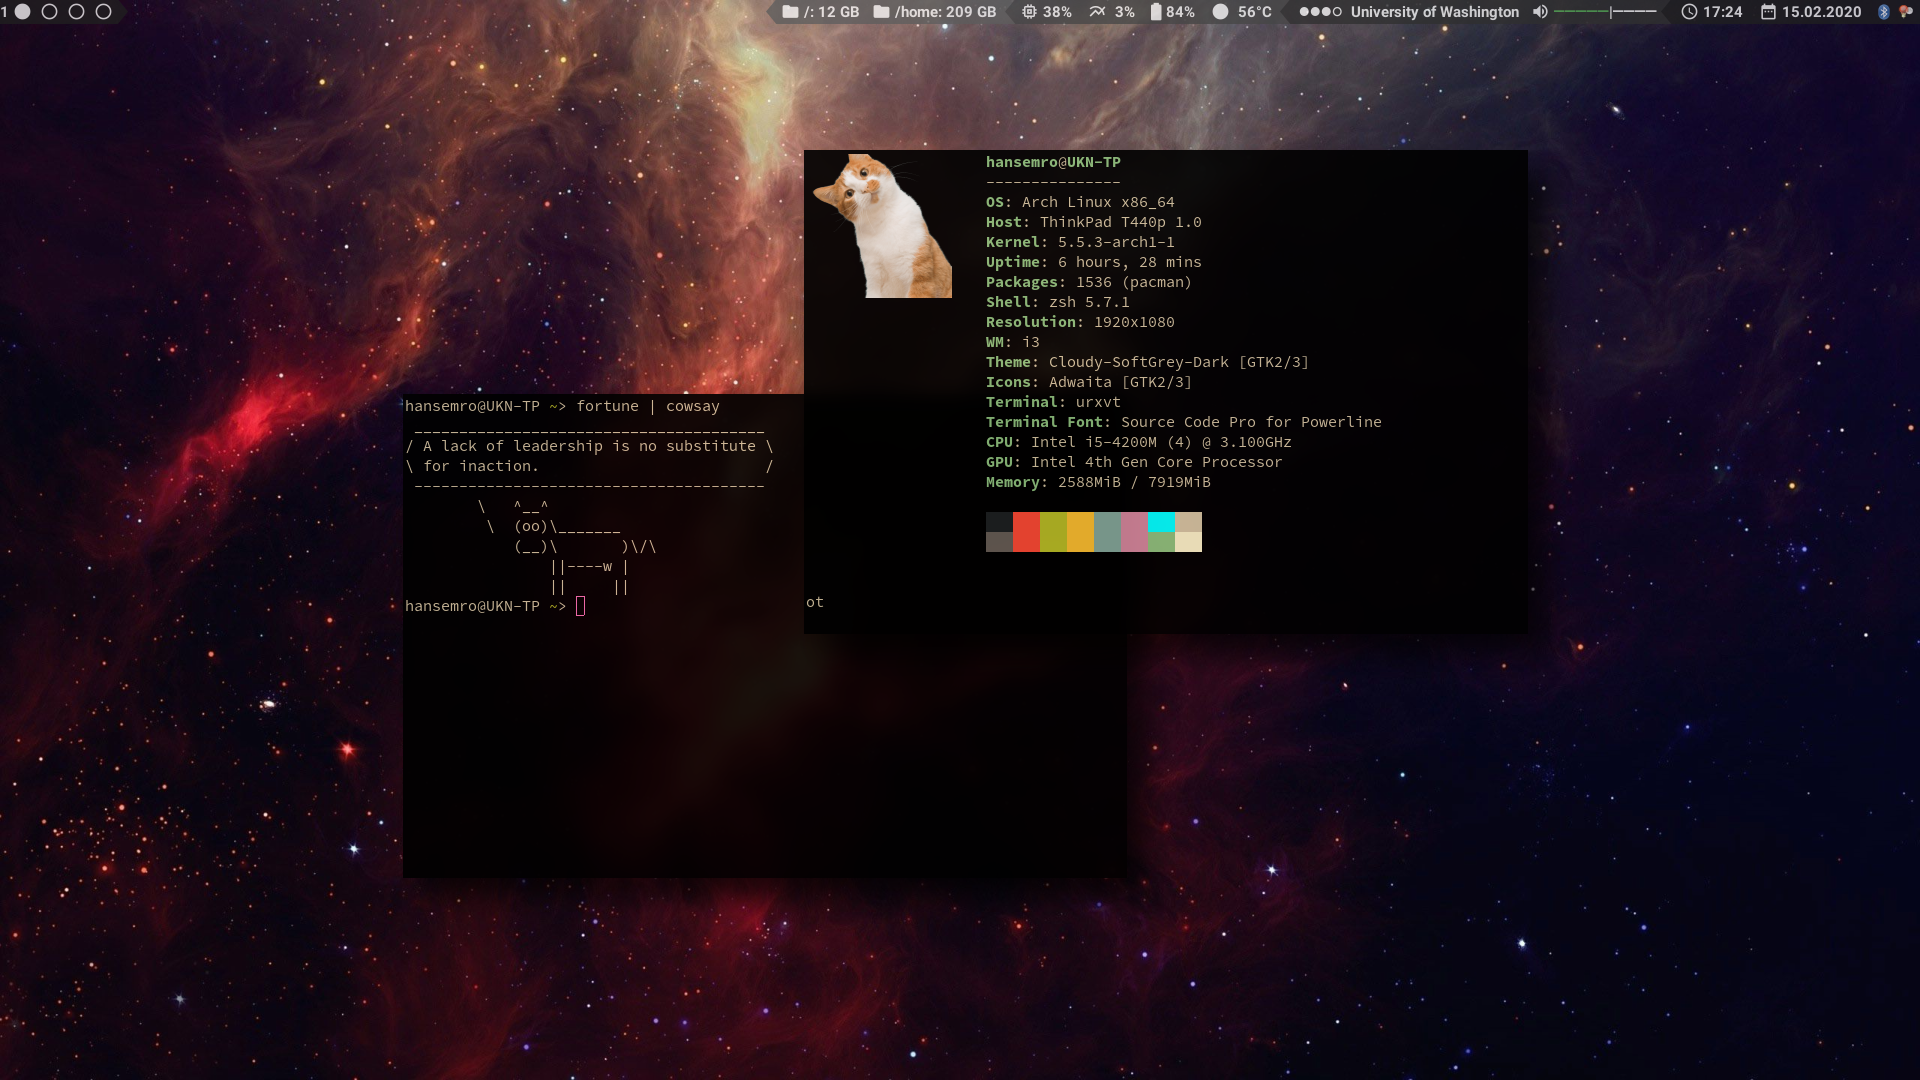 1 /: 12 GB /home: 209 GB 38% 3% 84% 56°C University of Washington 17:24 15.02.2020
hansemro@UKN-TP
---------------
OS: Arch Linux x86_64
Host: ThinkPad T440p 1.0
Kernel: 5.5.3-arch1-1
Uptime: 6 hours, 28 mins
Packages: 1536 (pacman)
Shell: zsh 5.7.1
Resolution: 1920x1080
WM: i3
Theme: Cloudy-SoftGrey-Dark [GTK2/3]
Icons: Adwaita [GTK2/3]
Terminal: urxvt
Terminal Font: Source Code Pro for Powerline
CPU: Intel i5-4200M (4) @ 3.100GHz
GPU: Intel 4th Gen Core Processor
Memory: 2588MiB / 7919MiB
ot
hansemro@UKN-TP ~> fortune | cowsay
 _______________________________________
/ A lack of leadership is no substitute \
\ for inaction.                         /
 ---------------------------------------
        \   ^__^
         \  (oo)\_______
            (__)\       )\/\
                ||----w |
                ||     ||
hansemro@UKN-TP ~>